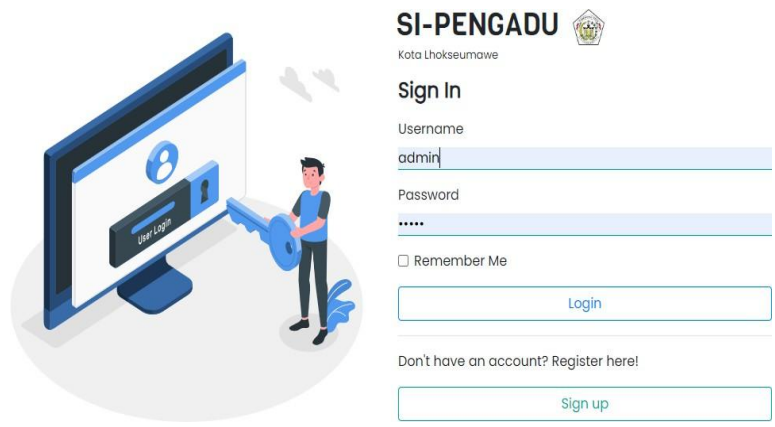 SI-PENGADU
Kota Lhokseumawe
Sign In
Username
admin
Password
•••••
Remember Me
Login
Don't have an account? Register here!
Sign up
User Login